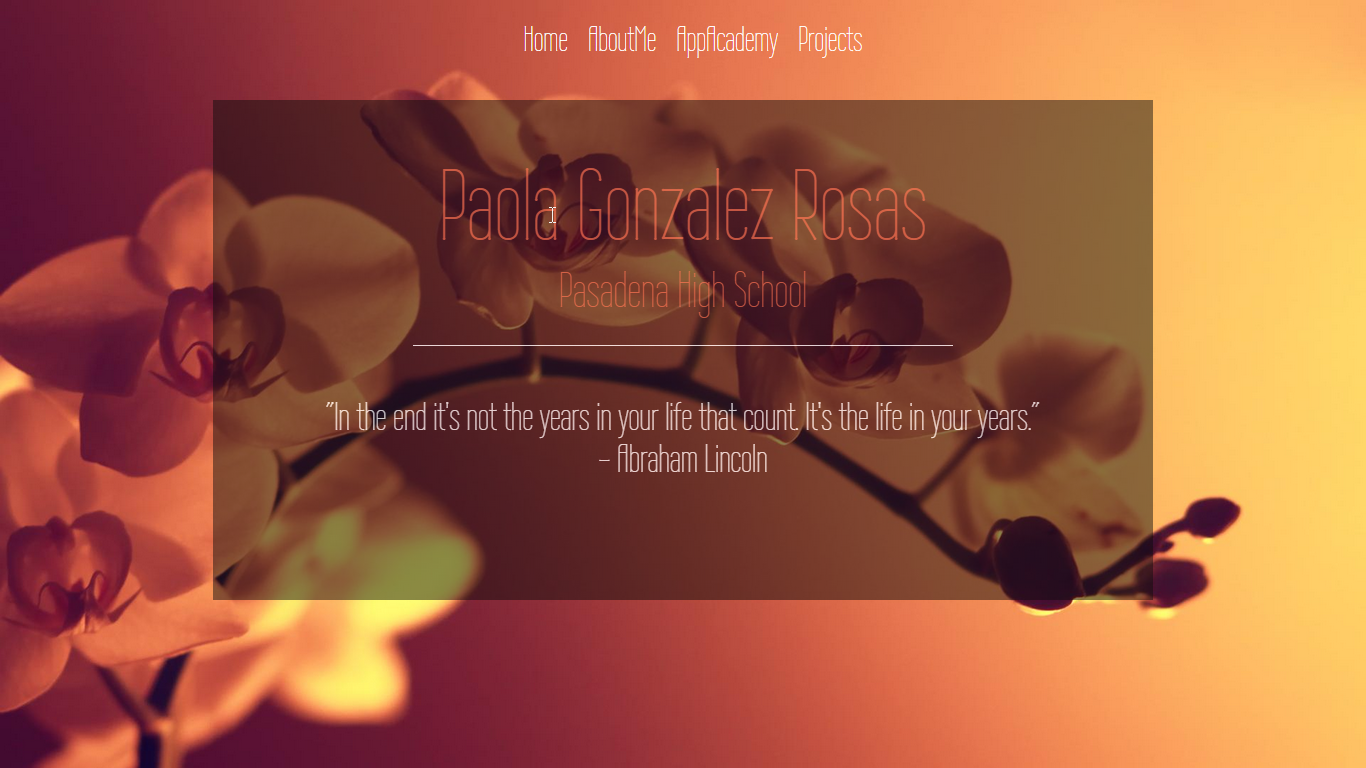 Home AboutMe AppAcademy Projects
Paola Gonzalez Rosas
Pasadena High School
"In the end it's not the years in your life that count. It's the life in your years."
– Abraham Lincoln